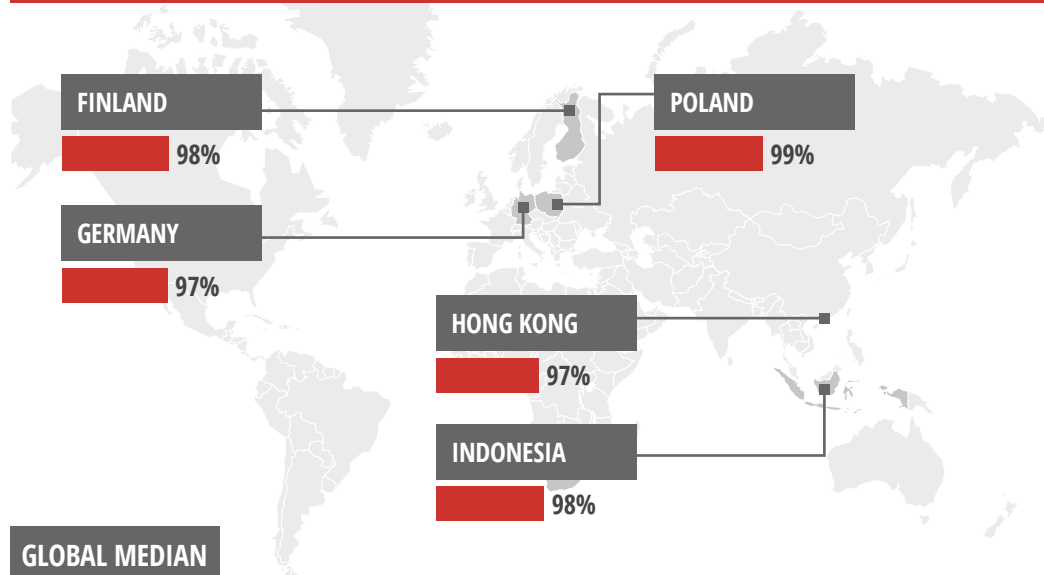 FINLAND
98%
POLAND
99%
GERMANY
97%
HONG KONG
97%
INDONESIA
98%
GLOBAL MEDIAN